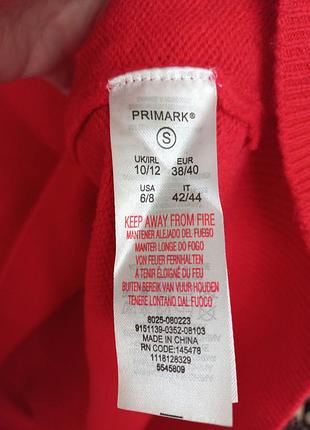 PRIMARK®
S
UK/IRL EUR
10/12 38/40
USA IT
6/8 42/44
KEEP AWAY FROM FIRE
MANTENER ALEJADO DEL FUEGO
MANTER LONGE DO FOGO
VON FEUER FERNHALTEN
À TENIR ÉLOIGNÉ DU FEU
BUITEN BEREIK VAN VUUR HOUDEN
TENERE LONTANO DAL FUOCO
8025-080223
9151139-0352-08103
MADE IN CHINA
RN CODE:145478
1118128329
5545809